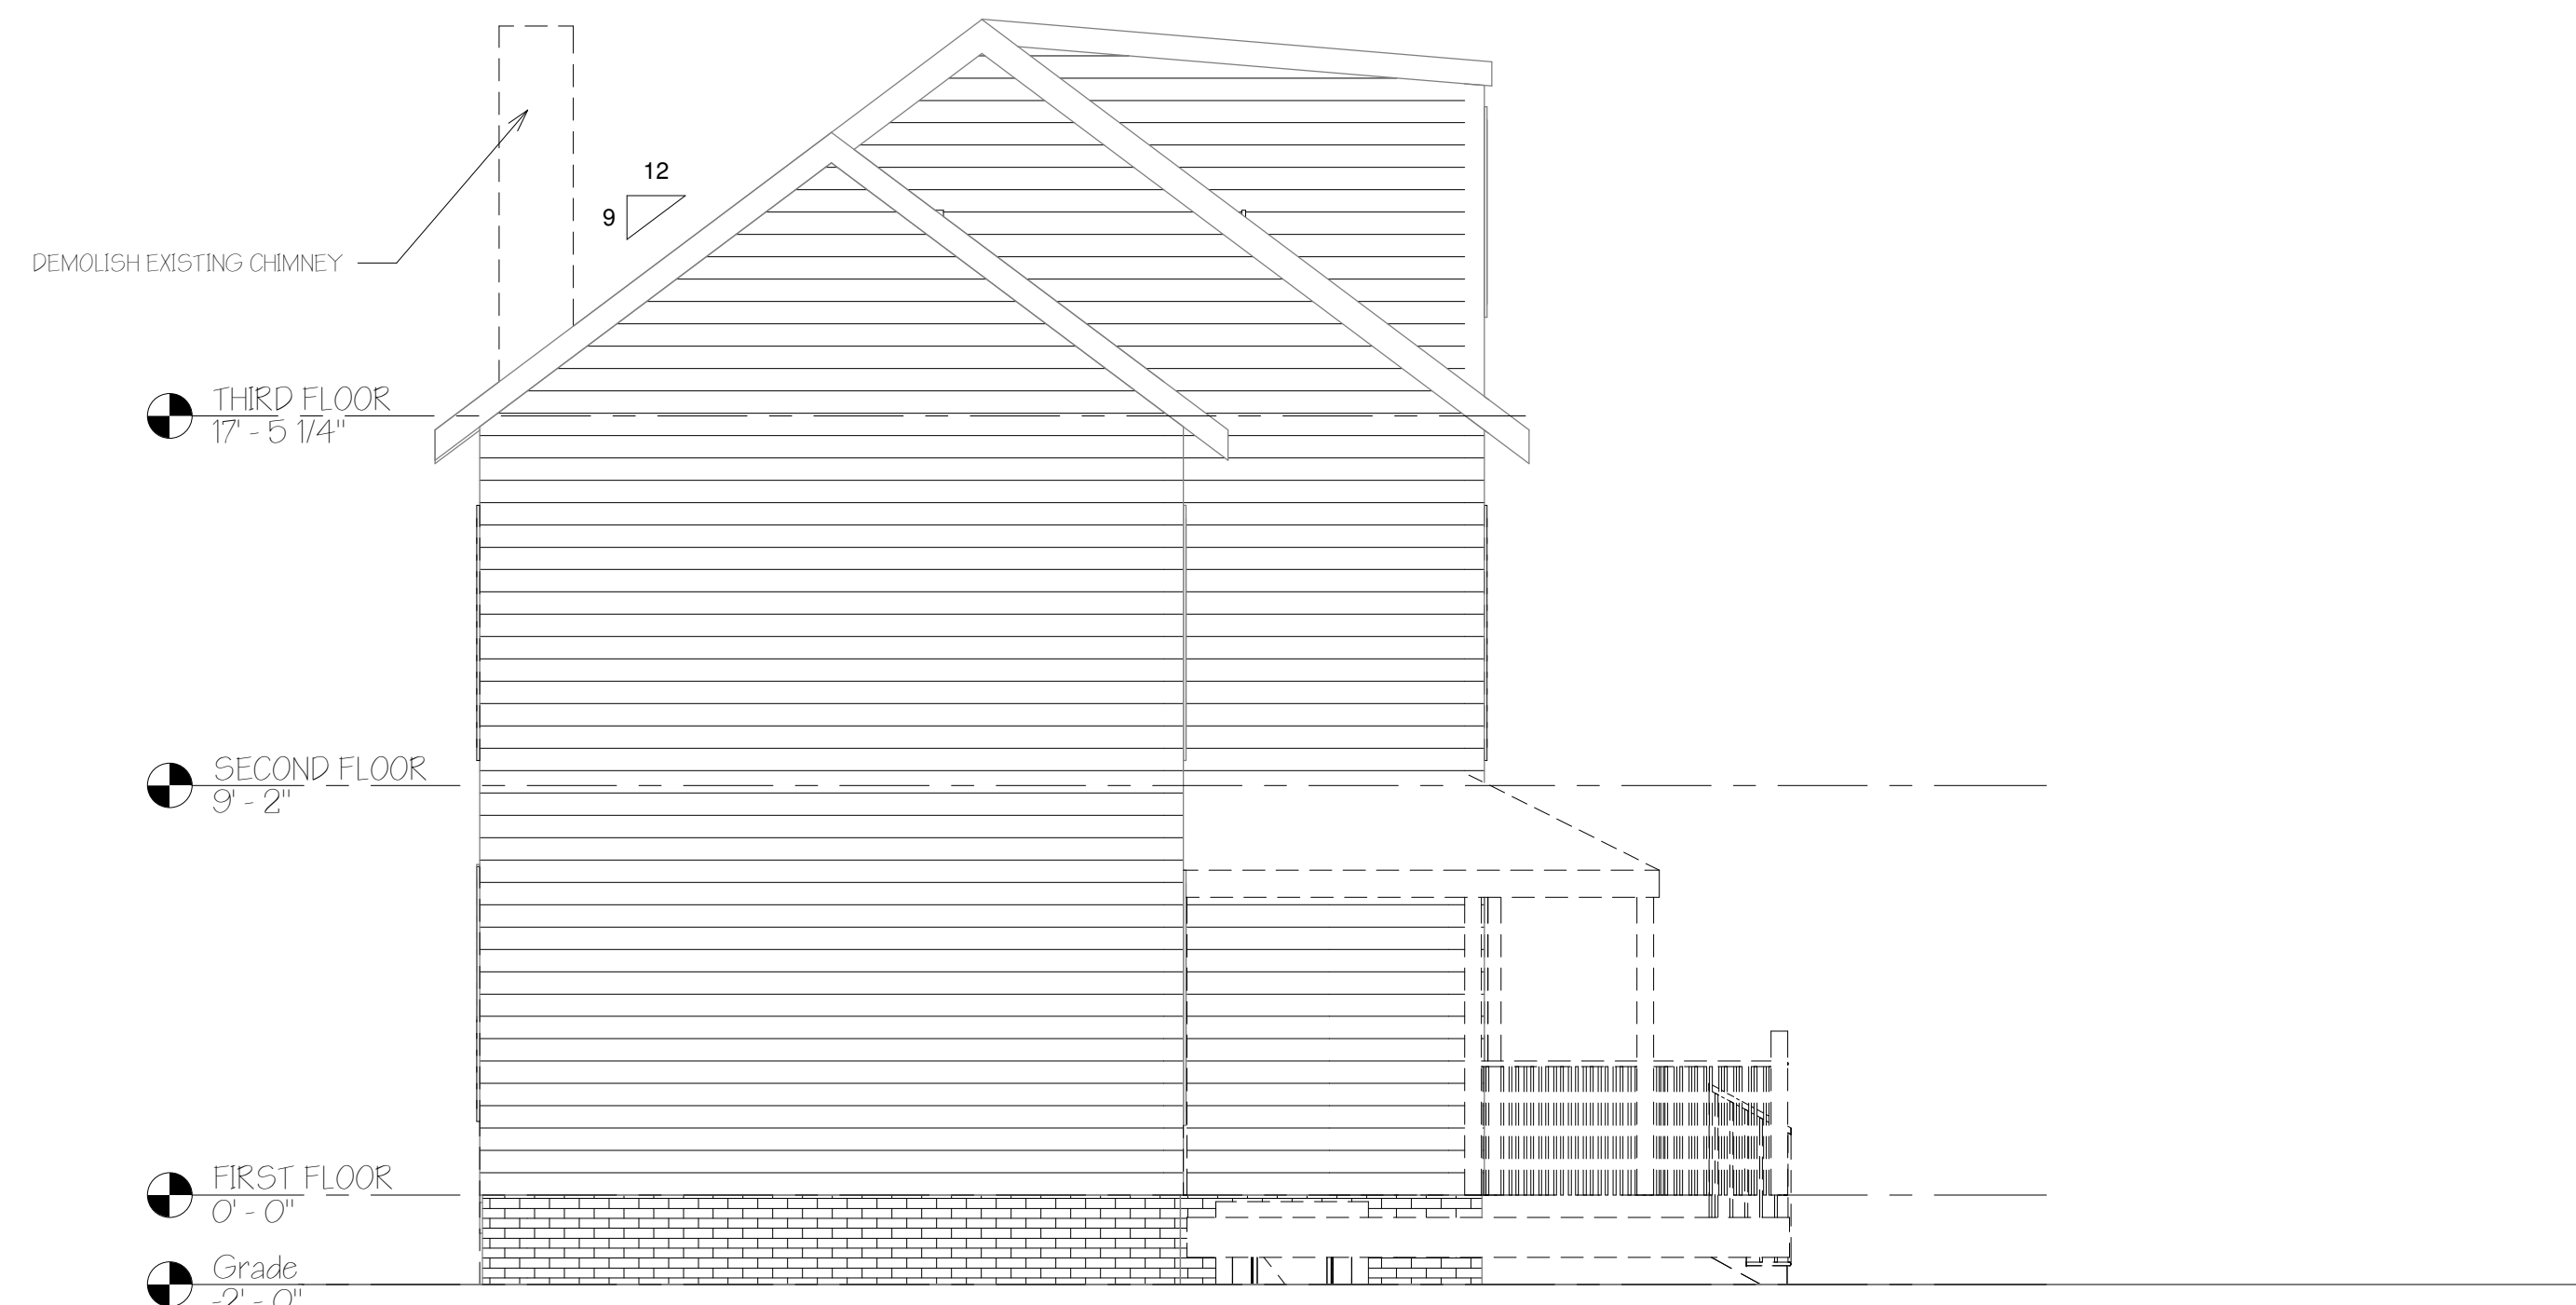 12
9
DEMOLISH EXISTING CHIMNEY
THIRD FLOOR
17' - 5 1/4"
SECOND FLOOR
9' - 2"
FIRST FLOOR
0' - 0"
Grade
-2' - 0"